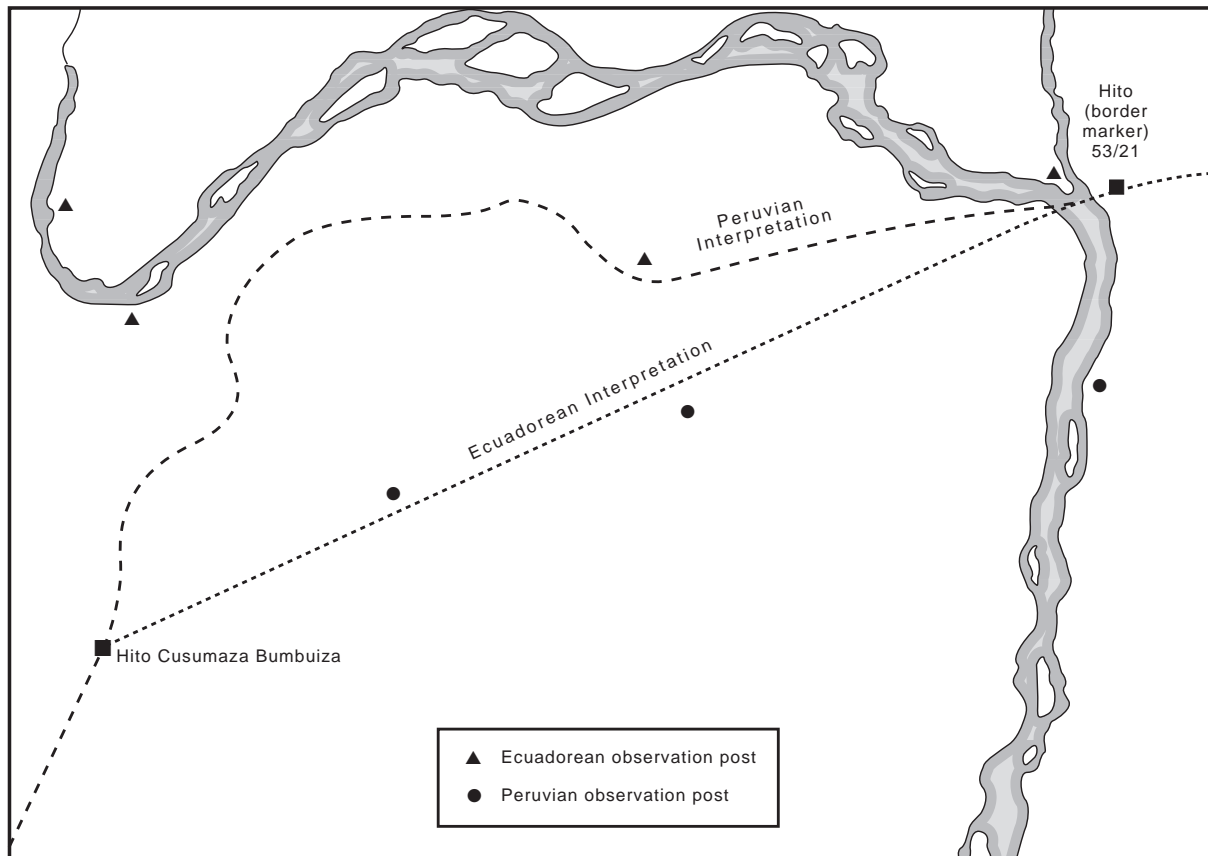 Hito
(border
marker)
53/21
Peruvian
Interpretation
Ecuadorean Interpretation
Hito Cusumaza Bumbuiza
Ecuadorean observation post
Peruvian observation post